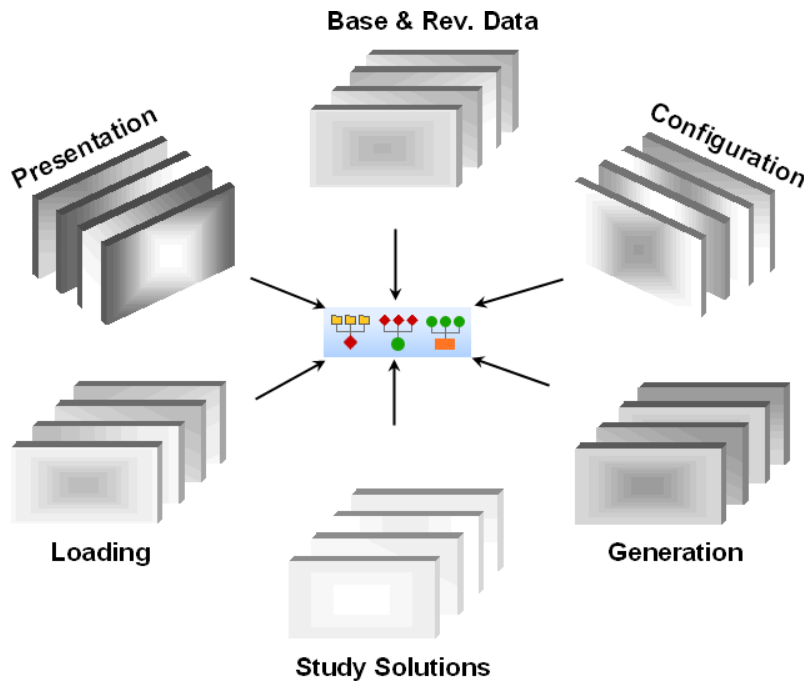 Base & Rev. Data
Presentation
Configuration
Loading
Generation
Study Solutions